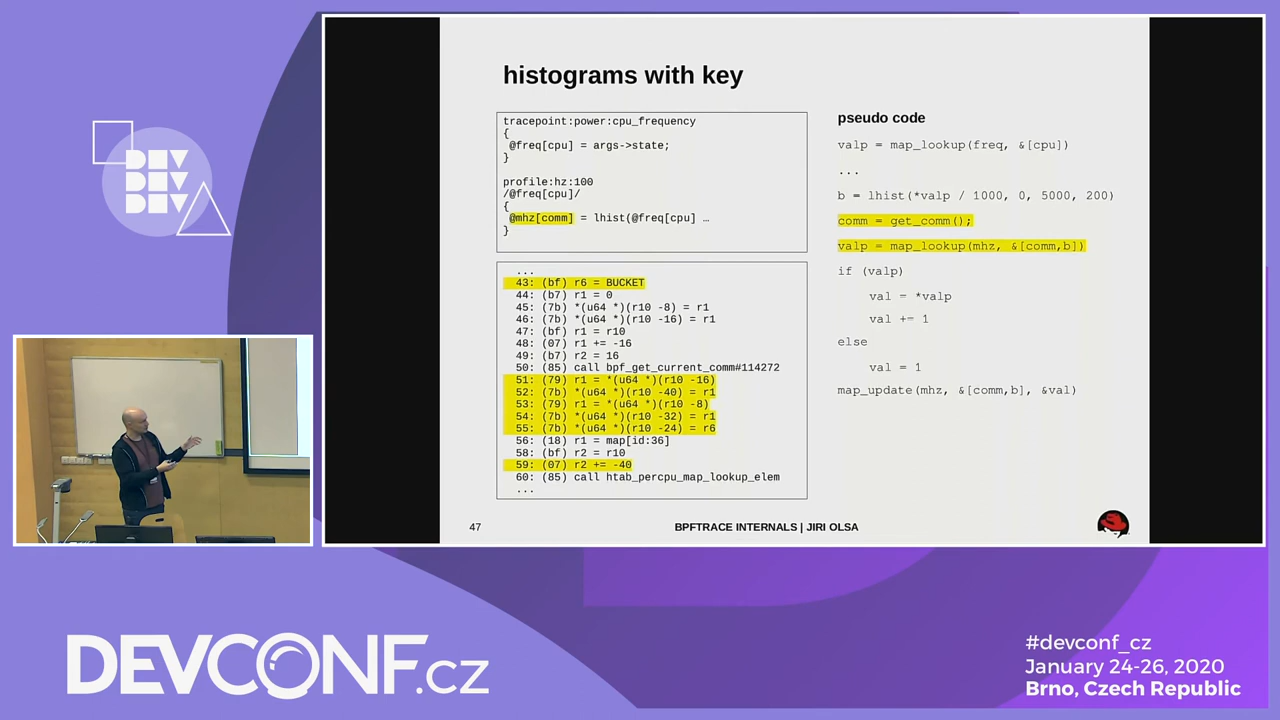 DEV
DEV
DEV
histograms with key
tracepoint:power:cpu_frequency
{
@freq[cpu] = args->state;
}
profile:hz:100
/@freq[cpu]/
{
@mhz[comm] = lhist(@freq[cpu] …
}
...
43: (bf) r6 = BUCKET
44: (b7) r1 = 0
45: (7b) *(u64 *)(r10 -8) = r1
46: (7b) *(u64 *)(r10 -16) = r1
47: (bf) r1 = r10
48: (07) r1 += -16
49: (b7) r2 = 16
50: (85) call bpf_get_current_comm#114272
51: (79) r1 = *(u64 *)(r10 -16)
52: (7b) *(u64 *)(r10 -40) = r1
53: (79) r1 = *(u64 *)(r10 -8)
54: (7b) *(u64 *)(r10 -32) = r1
55: (7b) *(u64 *)(r10 -24) = r6
56: (18) r1 = map[id:36]
58: (bf) r2 = r10
59: (07) r2 += -40
60: (85) call htab_percpu_map_lookup_elem
...
pseudo code
valp = map_lookup(freq, &[cpu])
...
b = lhist(*valp / 1000, 0, 5000, 200)
comm = get_comm();
valp = map_lookup(mhz, &[comm,b])
if (valp)
val = *valp
val += 1
else
val = 1
map_update(mhz, &[comm,b], &val)
47
BPFTRACE INTERNALS | JIRI OLSA
DEVCONF.cz
#devconf_cz
January 24-26, 2020
Brno, Czech Republic